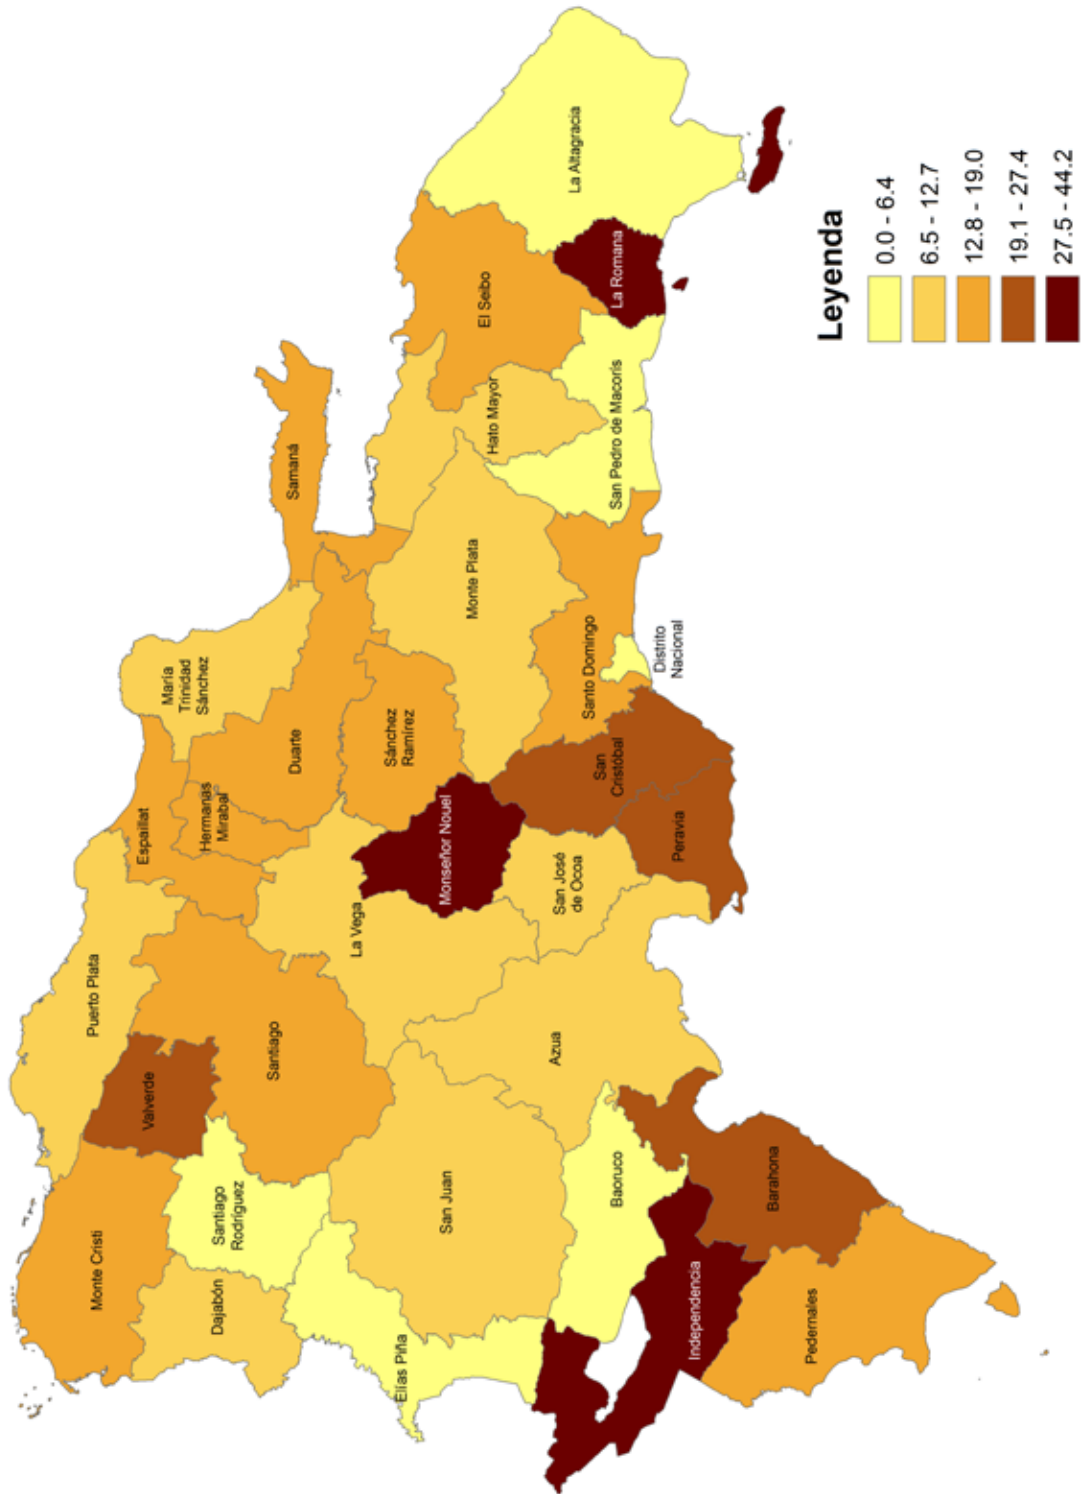 Puerto Plata
Espaillat
María
Trinidad
Sánchez
Samaná
Monte Cristi
Valverde
Hermanas
Mirabal
Duarte
Santiago
Rodríguez
Santiago
Dajabón
La Vega
Sánchez
Ramírez
Monte Plata
Hato Mayor
El Seibo
La Altagracia
Elías Piña
San Juan
Monseñor Nouel
Azua
San José
de Ocoa
San
Cristóbal
Santo Domingo
San Pedro de Macorís
La Romana
Distrito
Nacional
Baoruco
Peravia
Independencia
Barahona
Pedernales
Leyenda
0.0 - 6.4
6.5 - 12.7
12.8 - 19.0
19.1 - 27.4
27.5 - 44.2